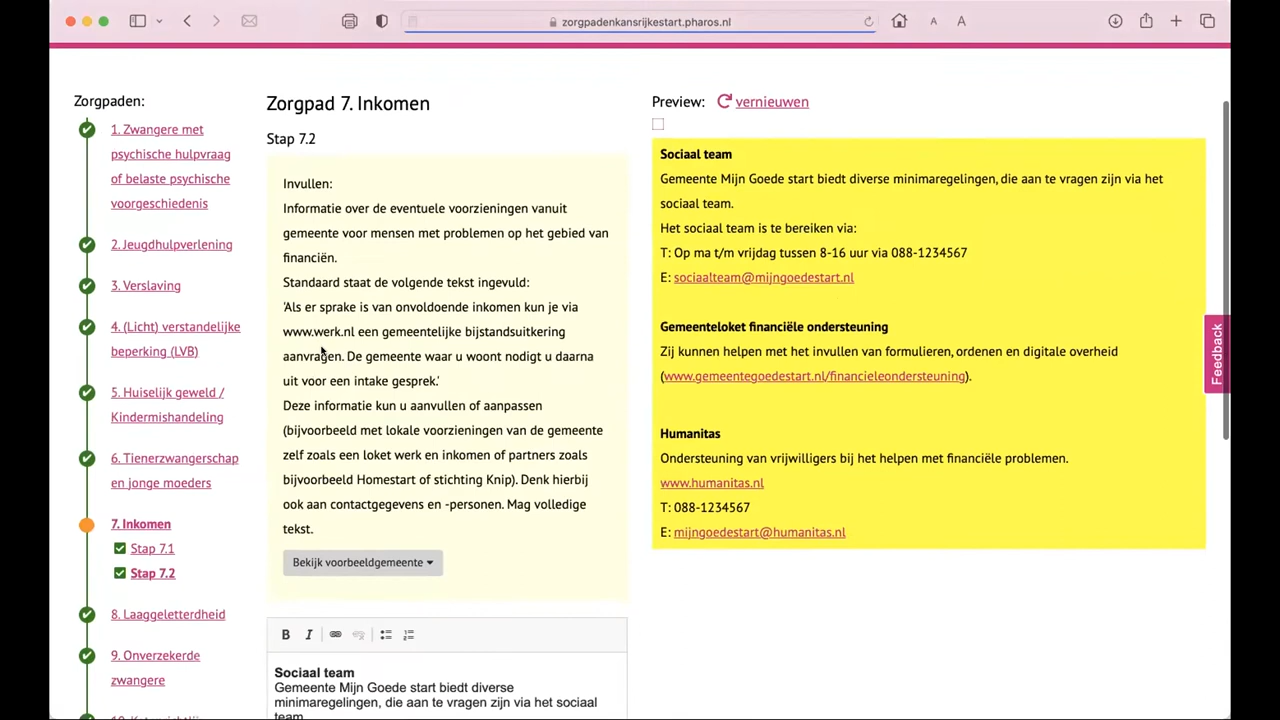 zorgpadenkansrijkestart.pharos.nl
A
A
Zorgpaden:
1. Zwangere met
psychische hulpvraag
of belaste psychische
voorgeschiedenis
2. Jeugdhulpverlening
3. Verslaving
4. (Licht) verstandelijke
beperking (LVB)
5. Huiselijk geweld /
Kindermishandeling
6. Tienerzwangerschap
en jonge moeders
7. Inkomen
Stap 7.1
Stap 7.2
8. Laaggeletterdheid
9. Onverzekerde
zwangere
Zorgpad 7. Inkomen
Stap 7.2
Invullen:
Informatie over de eventuele voorzieningen vanuit
gemeente voor mensen met problemen op het gebied van
financiën.
Standaard staat de volgende tekst ingevuld:
'Als er sprake is van onvoldoende inkomen kun je via
www.werk.nl een gemeentelijke bijstandsuitkering
aanvragen. De gemeente waar u woont nodigt u daarna
uit voor een intake gesprek.'
Deze informatie kun u aanvullen of aanpassen
(bijvoorbeeld met lokale voorzieningen van de gemeente
zelf zoals een loket werk en inkomen of partners zoals
bijvoorbeeld Homestart of stichting Knip). Denk hierbij
ook aan contactgegevens en -personen. Mag volledige
tekst.
Bekijk voorbeeldgemeente
B I
Sociaal team
Gemeente Mijn Goede start biedt diverse
minimaregelingen, die aan te vragen zijn via het sociaal
team.
Preview: vernieuwen
Sociaal team
Gemeente Mijn Goede start biedt diverse minimaregelingen, die aan te vragen zijn via het
sociaal team.
Het sociaal team is te bereiken via:
T: Op ma t/m vrijdag tussen 8-16 uur via 088-1234567
E: sociaalteam@mijngoedestart.nl
Gemeenteloket financiële ondersteuning
Zij kunnen helpen met het invullen van formulieren, ordenen en digitale overheid
(www.gemeentegoedestart.nl/financieleondersteuning).
Humanitas
Ondersteuning van vrijwilligers bij het helpen met financiële problemen.
www.humanitas.nl
T: 088-1234567
E: mijngoedestart@humanitas.nl
Feedback